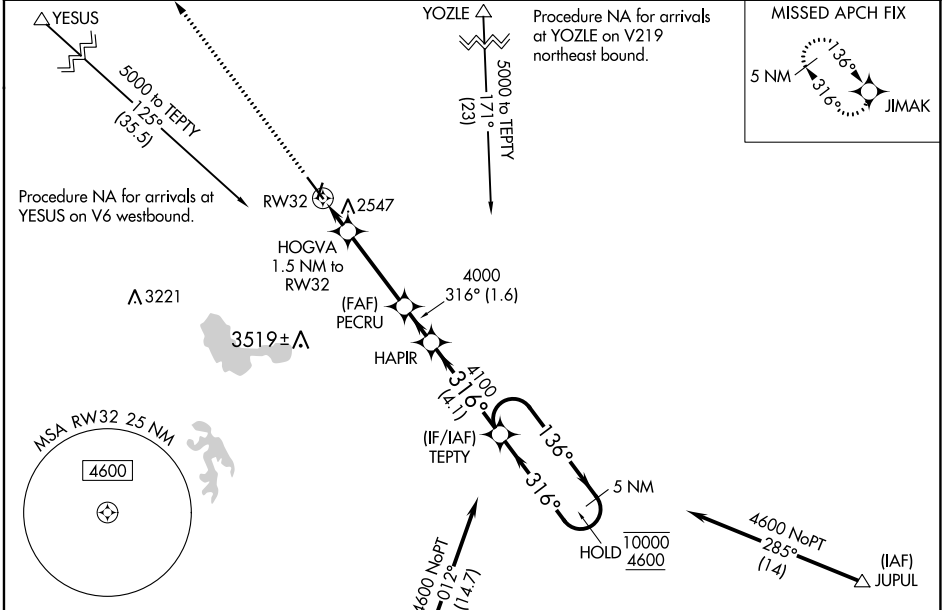 YESUS
5000 to TEPTY
125°
(35.5)
YOZLE
5000 to TEPTY
171°
(23)
Procedure NA for arrivals
at YOZLE on V219
northeast bound.
MISSED APCH FIX
5 NM
136°
316°
JIMAK
Procedure NA for arrivals at
YESUS on V6 westbound.
RW32
2547
HOGVA
1.5 NM to
RW32
3221
3519±
(FAF)
PECRU
4000
316° (1.6)
HAPIR
4100
316°
(4.1)
(IF/IAF)
TEPTY
136°
316°
5 NM
HOLD
10000
4600
MSA RW32 25 NM
4600
4600 NoPT
012°
(14.7)
4600 NoPT
285°
(14)
(IAF)
JUPUL